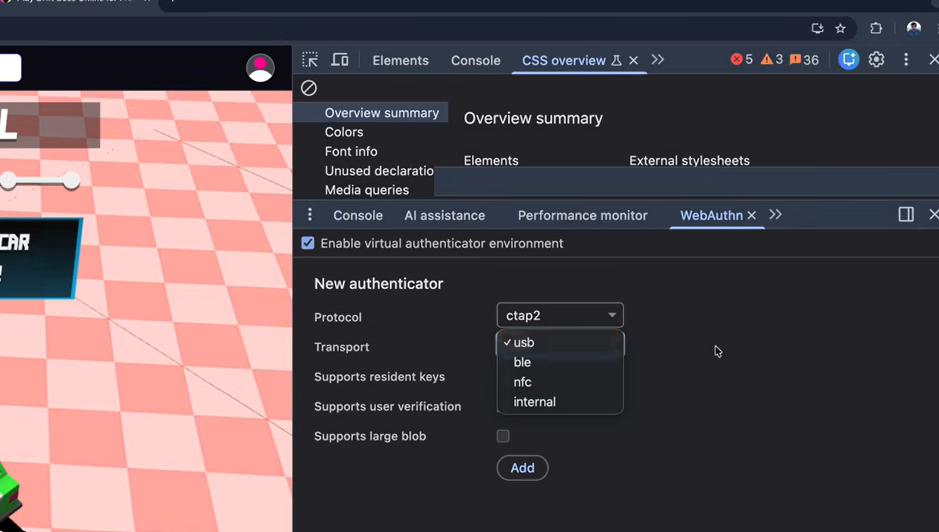 Elements Console CSS overview 5 3 36
L
Overview summary
Colors
Font info
Unused declaratio
Media queries
Overview summary
Elements External stylesheets
CAR
Console AI assistance Performance monitor WebAuthn
Enable virtual authenticator environment
New authenticator
Protocol ctap2
Transport
usb
ble
nfc
internal
Supports resident keys
Supports user verification
Supports large blob
Add